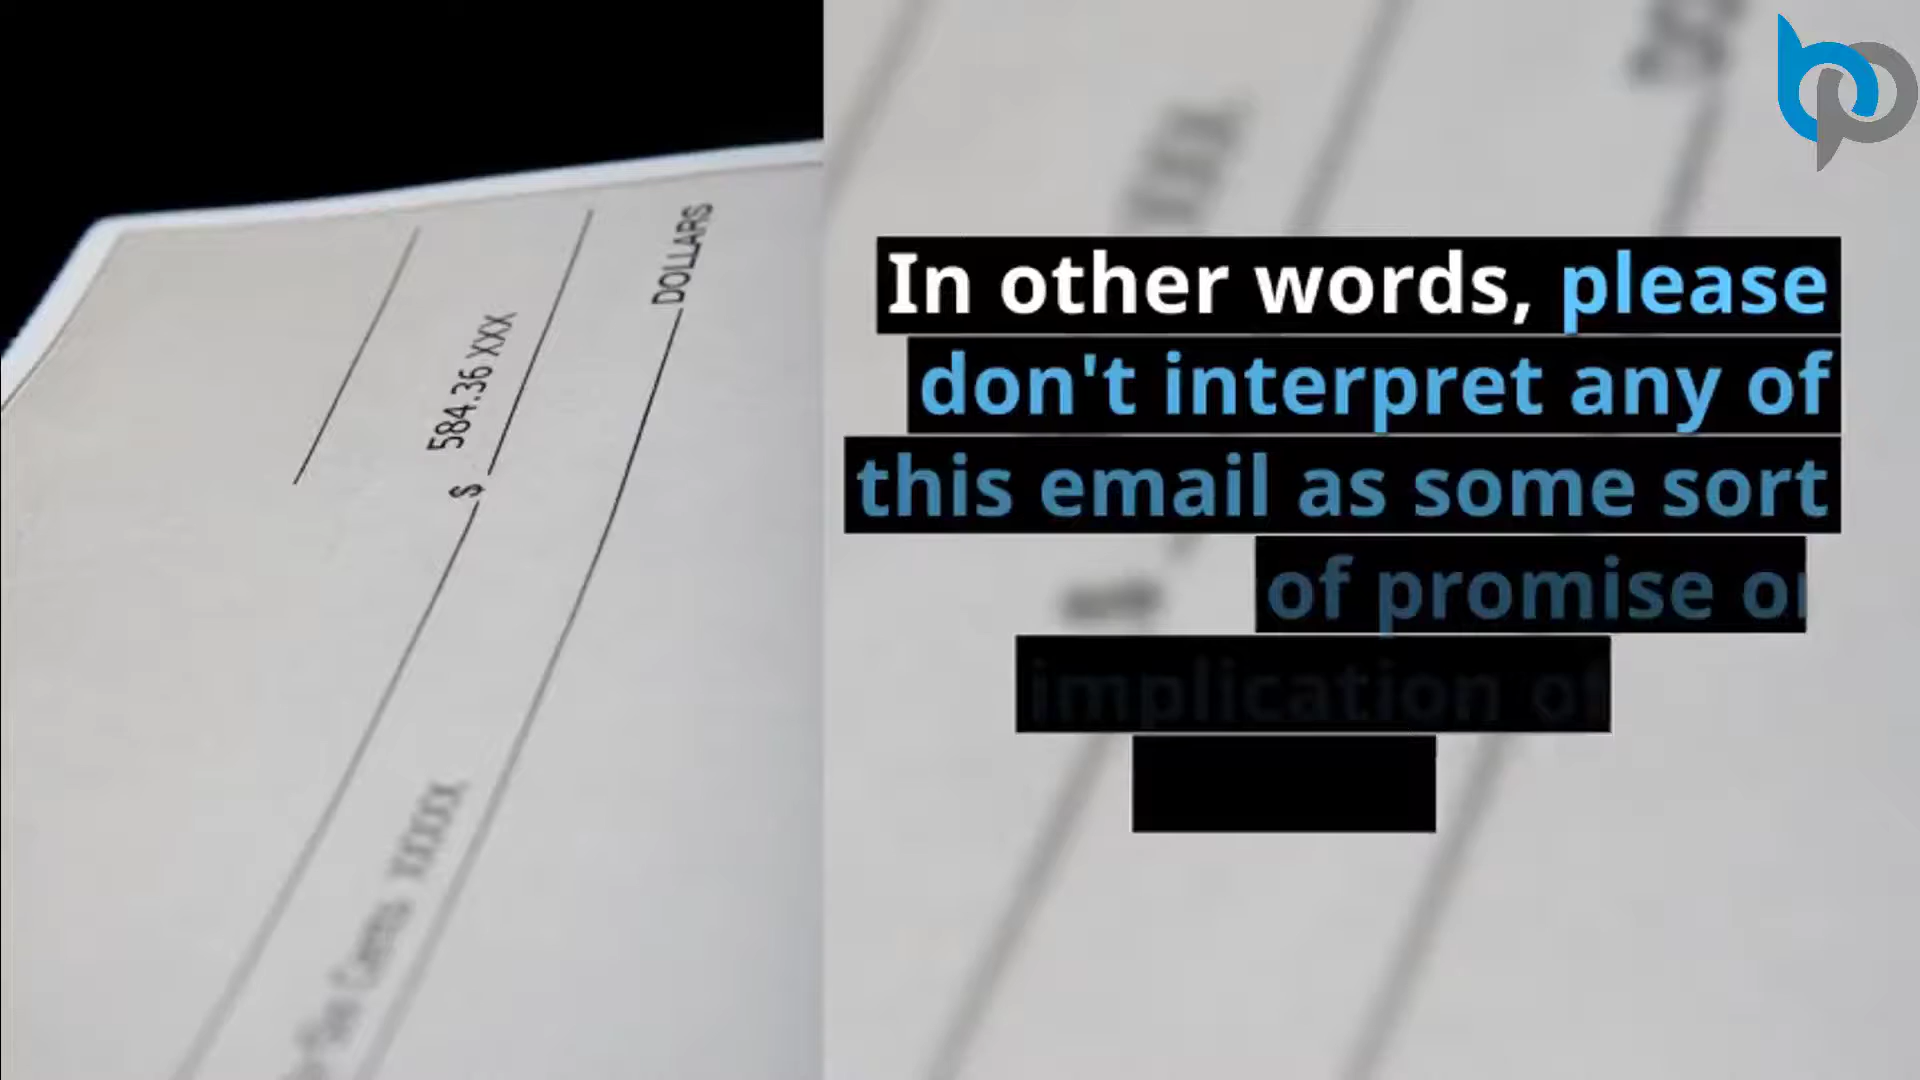 DOLLARS
584.36 XXX
$
XXXXX
In other words, please
don't interpret any of
this email as some sort
of promise or
implication of